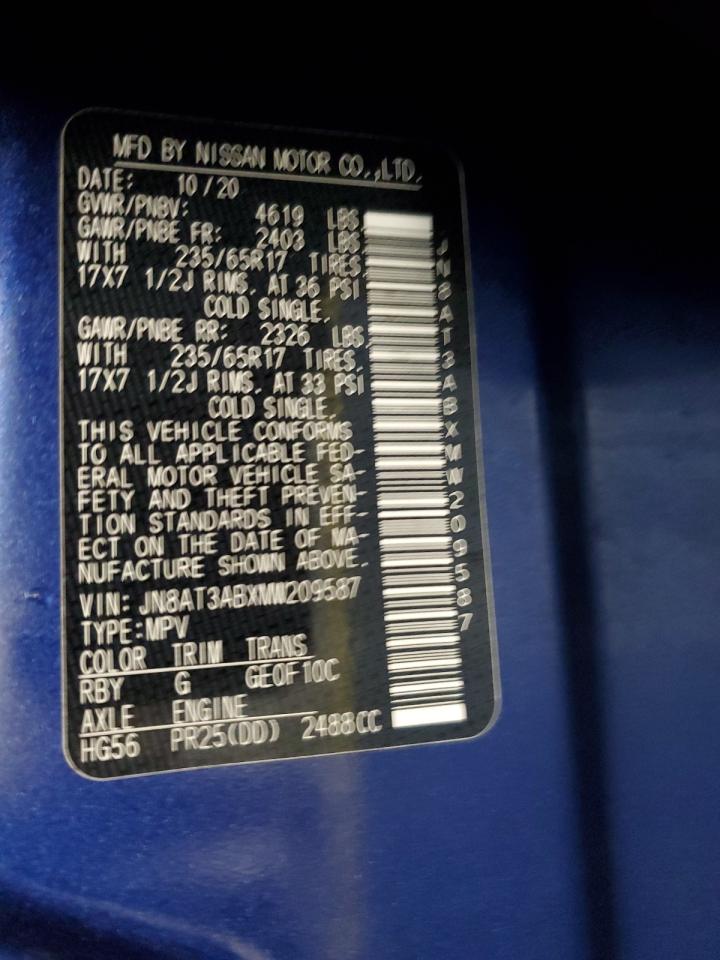 MFD BY NISSAN MOTOR CO.,LTD.
DATE: 10/20
GVWR/PNBV: 4619 LBS
GAWR/PNBE FR: 2403 LBS
WITH 235/65R17 TIRES,
17X7 1/2J RIMS, AT 36 PSI
COLD SINGLE,
GAWR/PNBE RR: 2326 LBS
WITH 235/65R17 TIRES,
17X7 1/2J RIMS, AT 33 PSI
COLD SINGLE,
THIS VEHICLE CONFORMS
TO ALL APPLICABLE FED-
ERAL MOTOR VEHICLE SA-
FETY AND THEFT PREVEN-
TION STANDARDS IN EFF-
ECT ON THE DATE OF MA-
NUFACTURE SHOWN ABOVE.
VIN: JN8AT3ABXMW209587
TYPE:MPV
COLOR TRIM TRANS
RBY G GE0F10C
AXLE ENGINE
HG56 PR25(DD) 2488CC
JN8AT3ABXMW209587